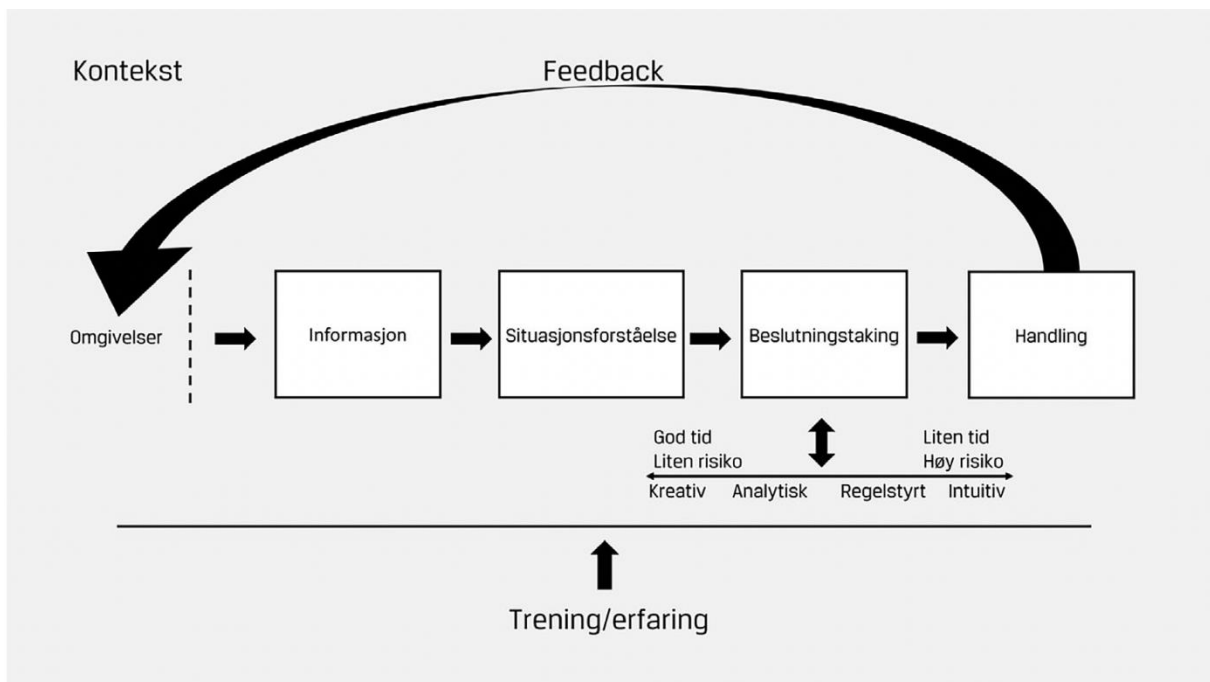 Kontekst
Feedback
Omgivelser
Informasjon
Situasjonsforståelse
Beslutningstaking
Handling
God tid
Liten risiko
Liten tid
Høy risiko
Kreativ
Analytisk
Regelstyrt
Intuitiv
Trening/erfaring